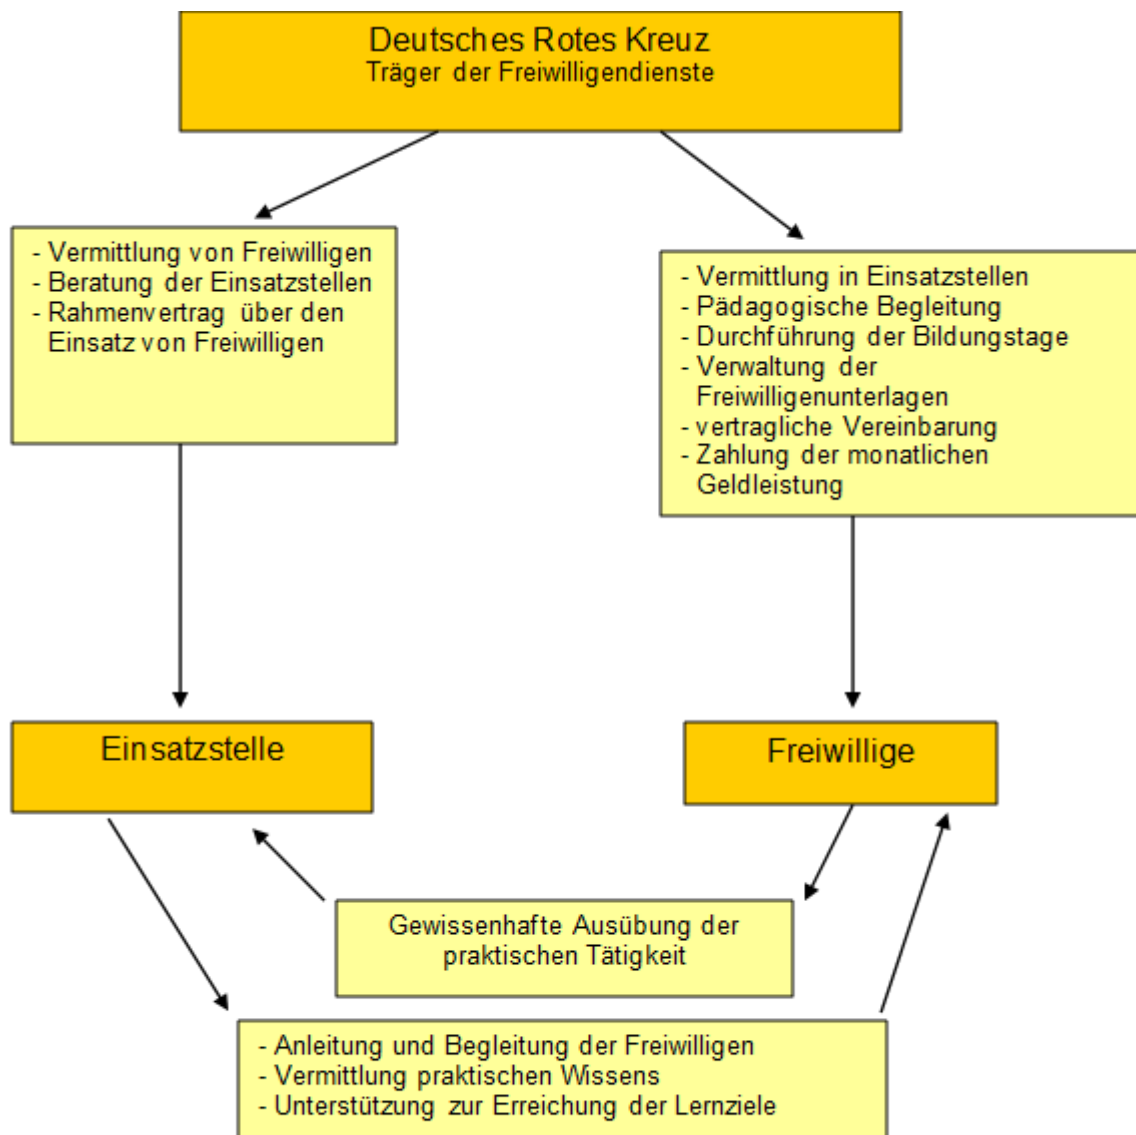 Deutsches Rotes Kreuz
Träger der Freiwilligendienste
- Vermittlung von Freiwilligen
- Beratung der Einsatzstellen
- Rahmenvertrag über den
Einsatz von Freiwilligen
- Vermittlung in Einsatzstellen
- Pädagogische Begleitung
- Durchführung der Bildungstage
- Verwaltung der
Freiwilligenunterlagen
- vertragliche Vereinbarung
- Zahlung der monatlichen
Geldleistung
Einsatzstelle
Freiwillige
Gewissenhafte Ausübung der
praktischen Tätigkeit
- Anleitung und Begleitung der Freiwilligen
- Vermittlung praktischen Wissens
- Unterstützung zur Erreichung der Lernziele